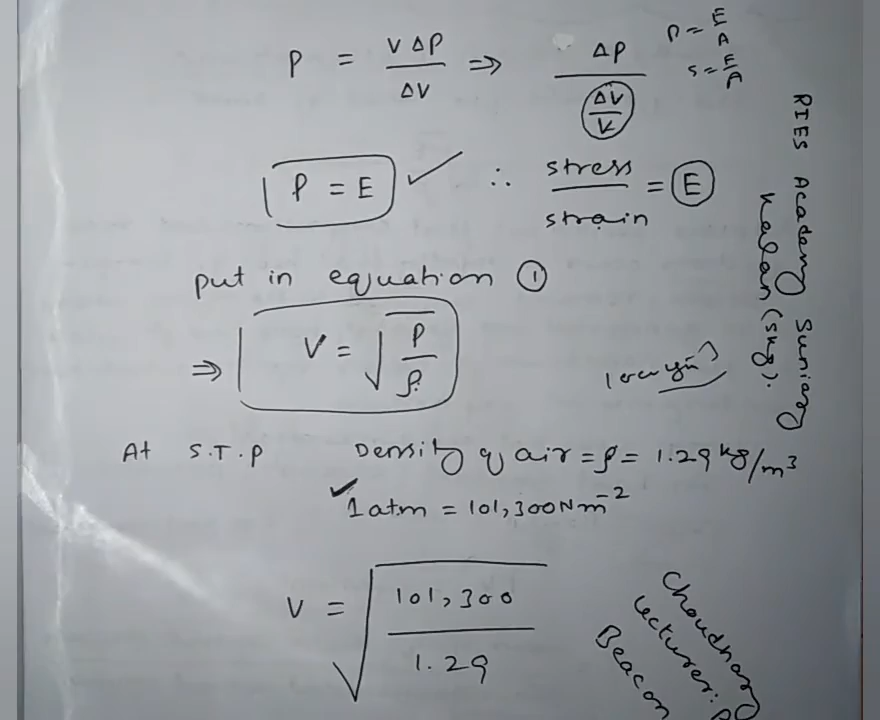 P = V ΔP / ΔV ⇒ ΔP / (ΔV / V)
P = F / A
S = F / A
P = E ✓ ∴ stress / strain = E
put in equation ①
⇒ V = √(P / ρ)
At S.T.P Density of air = ρ = 1.29 kg/m³
✓ 1 atm = 101,300 Nm⁻²
V = √(101,300 / 1.29)
RIES Academy Suniary
Kalan (skg).
Choudhary
Lecturer:
Beacon